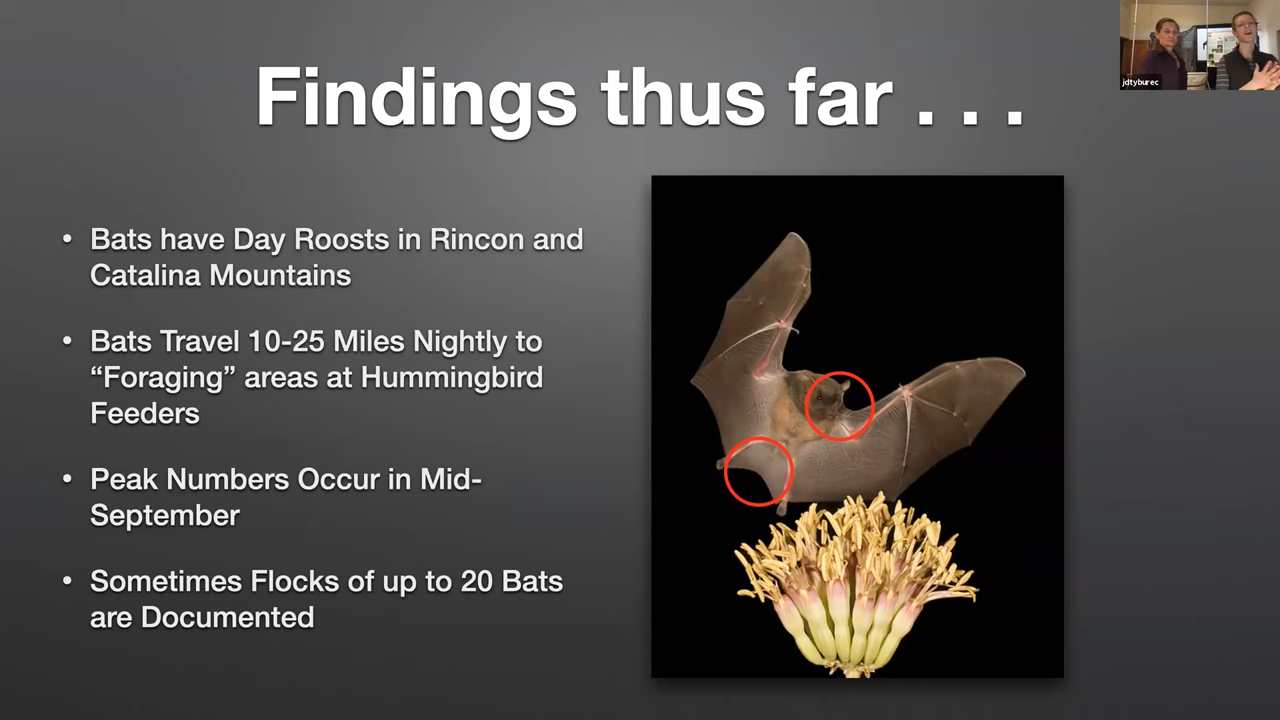 jdtyburec
Findings thus far . . .
• Bats have Day Roosts in Rincon and
Catalina Mountains
• Bats Travel 10-25 Miles Nightly to
“Foraging” areas at Hummingbird
Feeders
• Peak Numbers Occur in Mid-
September
• Sometimes Flocks of up to 20 Bats
are Documented